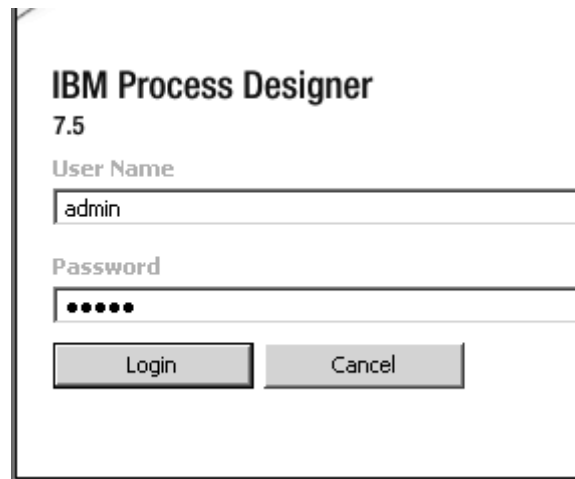 IBM Process Designer
7.5
User Name
admin
Password
•••••
Login Cancel